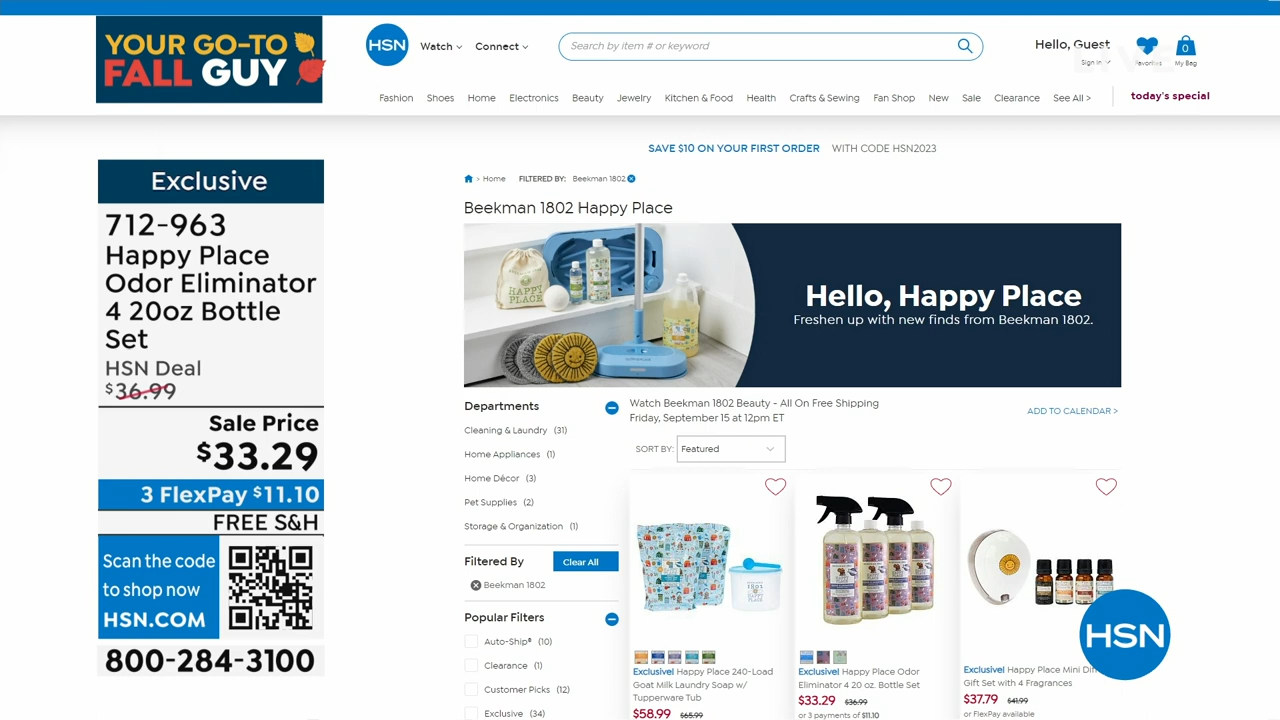 YOUR GO-TO
FALL GUY
HSN
Watch
Connect
Search by item # or keyword
Hello, Guest
Sign In
Favorites
My Bag
0
Fashion
Shoes
Home
Electronics
Beauty
Jewelry
Kitchen & Food
Health
Crafts & Sewing
Fan Shop
New
Sale
Clearance
See All >
today's special
SAVE $10 ON YOUR FIRST ORDER WITH CODE HSN2023
Exclusive
712-963
Happy Place
Odor Eliminator
4 20oz Bottle
Set
HSN Deal
$36.99
Sale Price
$33.29
3 FlexPay $11.10
FREE S&H
Scan the code
to shop now
HSN.COM
800-284-3100
> Home FILTERED BY: Beekman 1802
Beekman 1802 Happy Place
HAPPY
PLACE
Hello, Happy Place
Freshen up with new finds from Beekman 1802.
Departments
Cleaning & Laundry (31)
Home Appliances (1)
Home Décor (3)
Pet Supplies (2)
Storage & Organization (1)
Filtered By
Clear All
Beekman 1802
Popular Filters
Auto-Ship® (10)
Clearance (1)
Customer Picks (12)
Exclusive (34)
Watch Beekman 1802 Beauty - All On Free Shipping
Friday, September 15 at 12pm ET
ADD TO CALENDAR >
SORT BY: Featured
Exclusive! Happy Place 240-Load
Goat Milk Laundry Soap w/
Tupperware Tub
$58.99 $65.99
Exclusive! Happy Place Odor
Eliminator 4 20 oz. Bottle Set
$33.29 $36.99
or 3 payments of $11.10
Exclusive! Happy Place Mini
Gift Set with 4 Fragrances
$37.79 $41.99
or FlexPay available
HSN